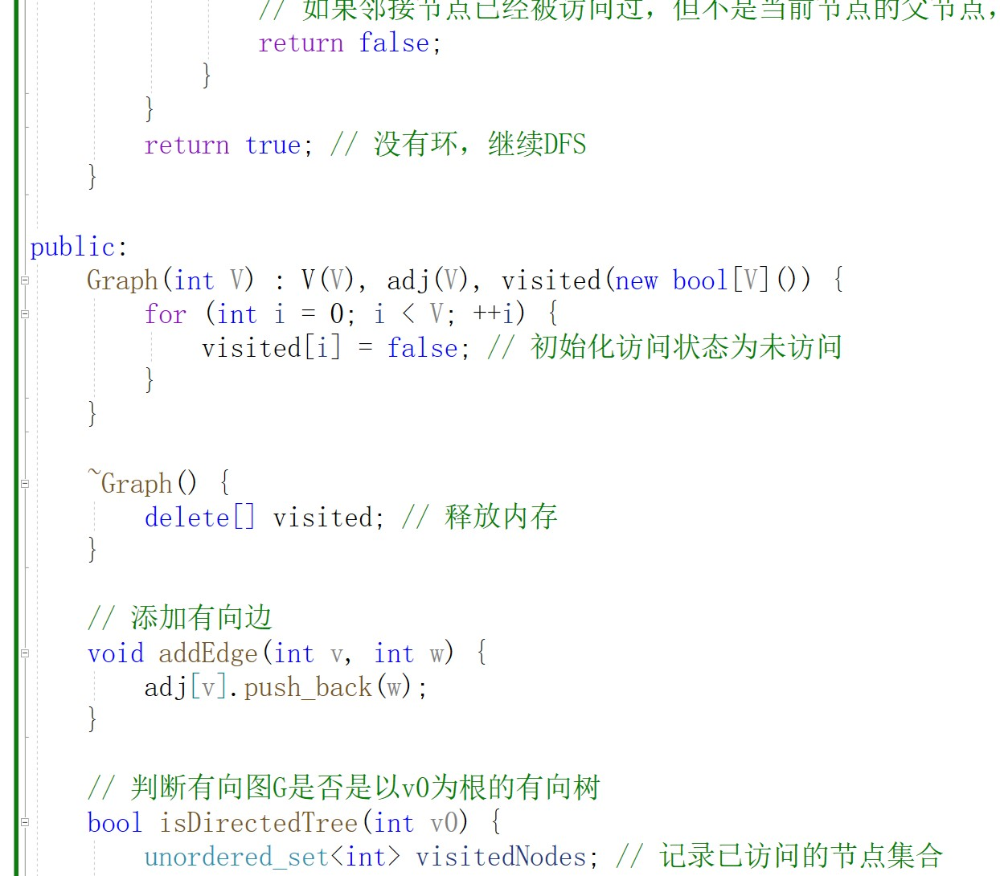 // 如果邻接节点已经被访问过，但不是当前节点的父节点，
return false;
}
}
return true; // 没有环，继续DFS
}
public:
Graph(int V) : V(V), adj(V), visited(new bool[V]()) {
for (int i = 0; i < V; ++i) {
visited[i] = false; // 初始化访问状态为未访问
}
}
~Graph() {
delete[] visited; // 释放内存
}
// 添加有向边
void addEdge(int v, int w) {
adj[v].push_back(w);
}
// 判断有向图G是否是以v0为根的有向树
bool isDirectedTree(int v0) {
unordered_set<int> visitedNodes; // 记录已访问的节点集合